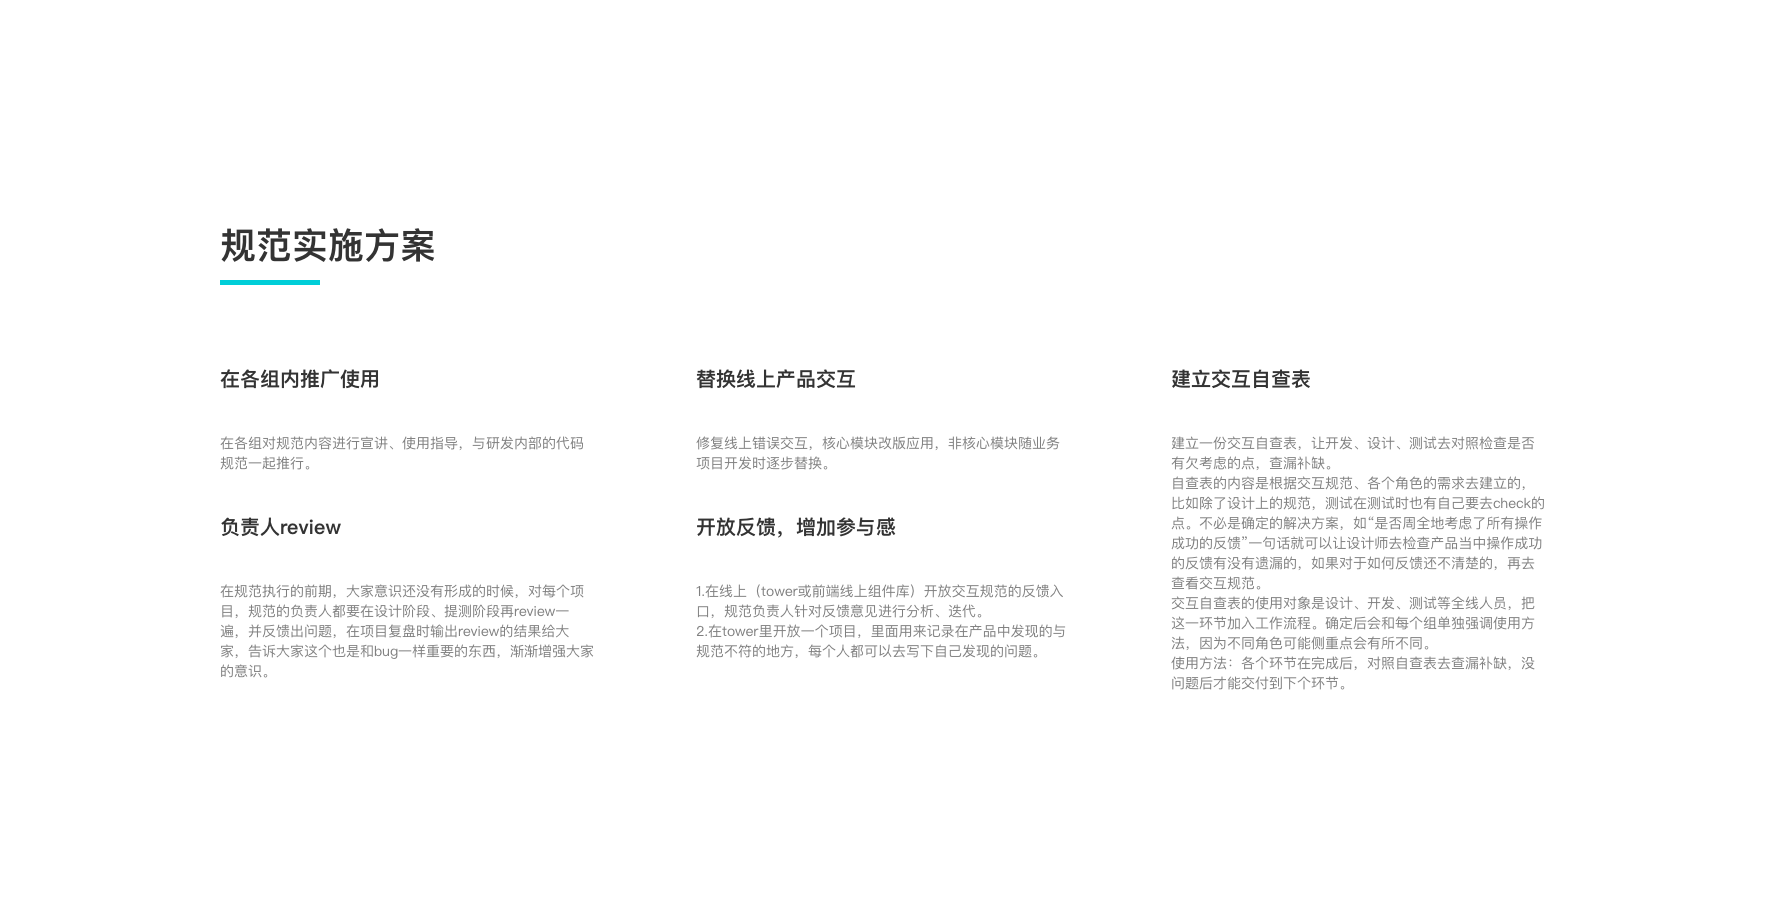 规范实施方案
在各组内推广使用
在各组对规范内容进行宣讲、使用指导，与研发内部的代码
规范一起推行。
负责人review
在规范执行的前期，大家意识还没有形成的时候，对每个项
目，规范的负责人都要在设计阶段、提测阶段再review一
遍，并反馈出问题，在项目复盘时输出review的结果给大
家，告诉大家这个也是和bug一样重要的东西，渐渐增强大家
的意识。
替换线上产品交互
修复线上错误交互，核心模块改版应用，非核心模块随业务
项目开发时逐步替换。
开放反馈，增加参与感
1.在线上（tower或前端线上组件库）开放交互规范的反馈入
口，规范负责人针对反馈意见进行分析、迭代。
2.在tower里开放一个项目，里面用来记录在产品中发现的与
规范不符的地方，每个人都可以去写下自己发现的问题。
建立交互自查表
建立一份交互自查表，让开发、设计、测试去对照检查是否
有欠考虑的点，查漏补缺。
自查表的内容是根据交互规范、各个角色的需求去建立的，
比如除了设计上的规范，测试在测试时也有自己要去check的
点。不必是确定的解决方案，如“是否周全地考虑了所有操作
成功的反馈”一句话就可以让设计师去检查产品当中操作成功
的反馈有没有遗漏的，如果对于如何反馈还不清楚的，再去
查看交互规范。
交互自查表的使用对象是设计、开发、测试等全线人员，把
这一环节加入工作流程。确定后会和每个组单独强调使用方
法，因为不同角色可能侧重点会有所不同。
使用方法：各个环节在完成后，对照自查表去查漏补缺，没
问题后才能交付到下个环节。